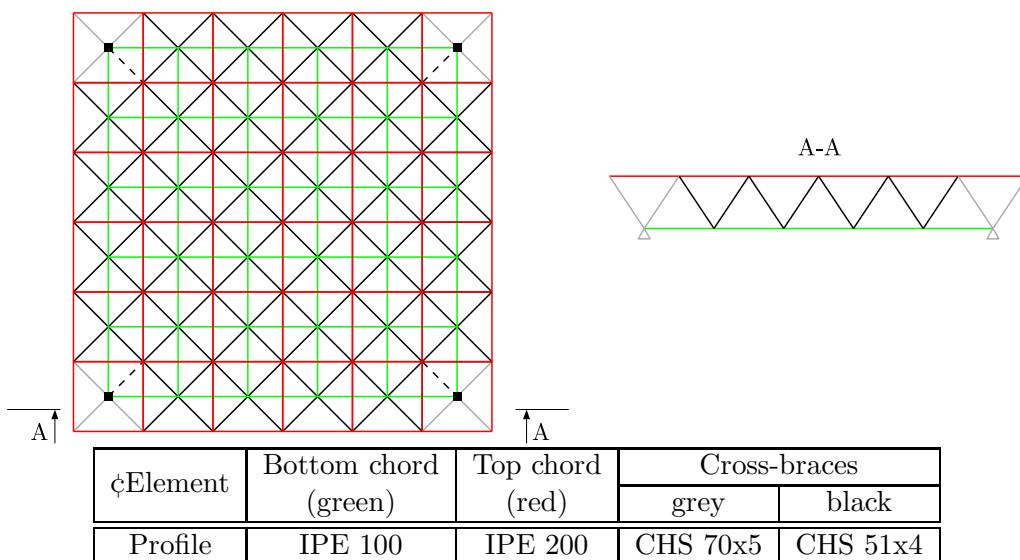 A-A
A
A
¢Element
Bottom chord
(green)
Top chord
(red)
Cross-braces
grey
black
Profile
IPE 100
IPE 200
CHS 70x5
CHS 51x4